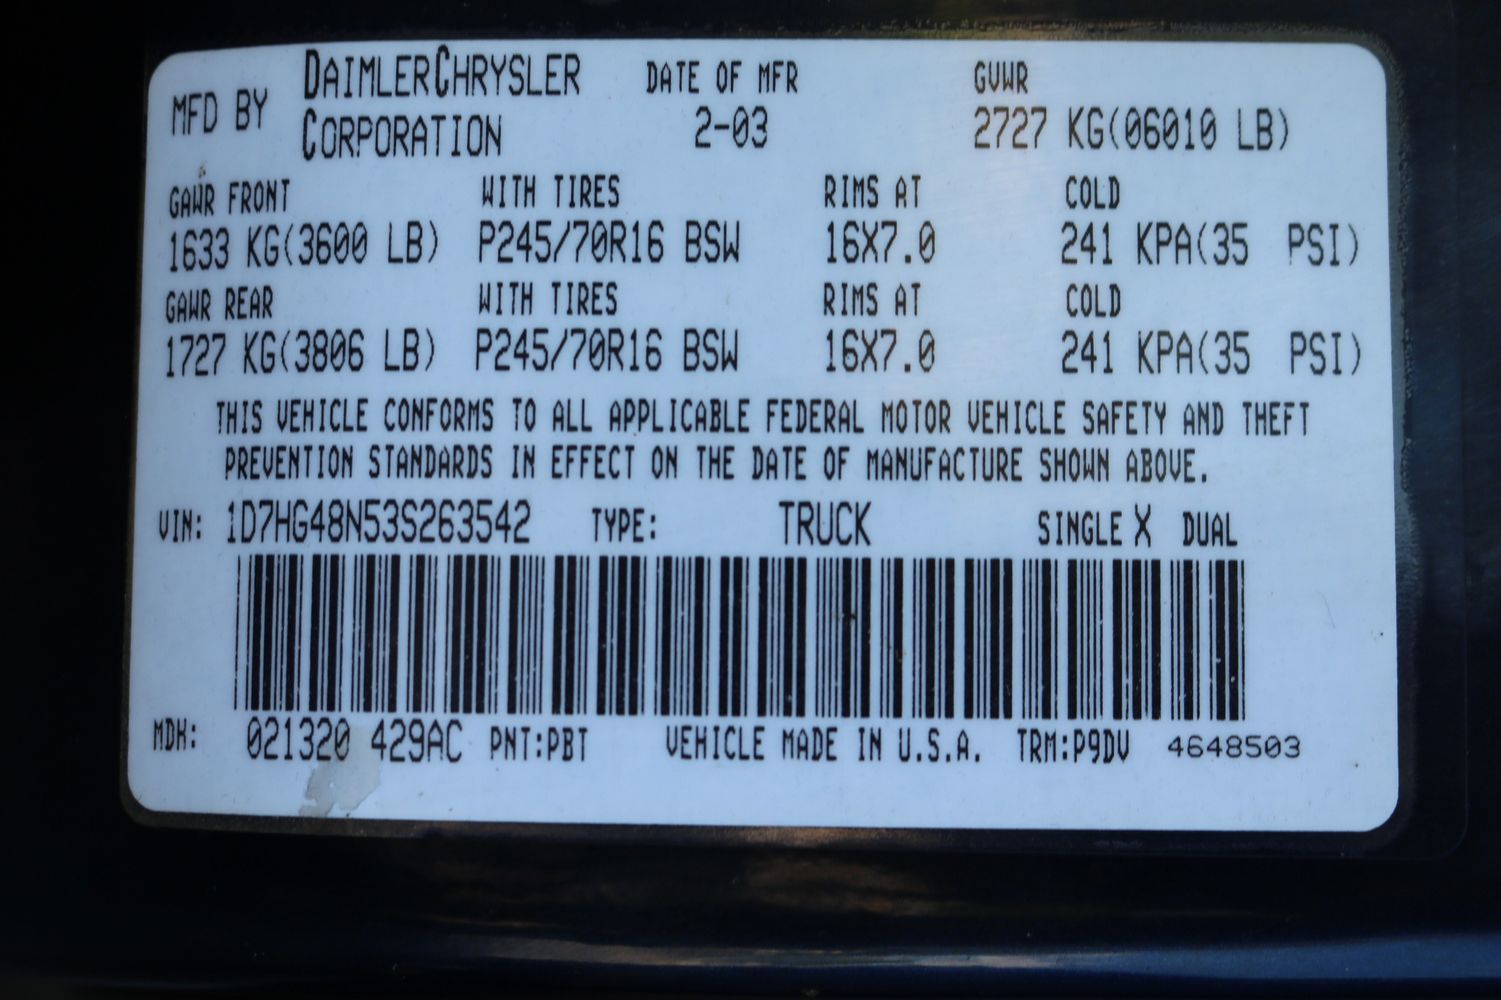 MFD BY DAIMLERCHRYSLER CORPORATION DATE OF MFR 2-03 GVWR 2727 KG(06010 LB)
GAWR FRONT WITH TIRES RIMS AT COLD
1633 KG(3600 LB) P245/70R16 BSW 16X7.0 241 KPA(35 PSI)
GAWR REAR WITH TIRES RIMS AT COLD
1727 KG(3806 LB) P245/70R16 BSW 16X7.0 241 KPA(35 PSI)
THIS VEHICLE CONFORMS TO ALL APPLICABLE FEDERAL MOTOR VEHICLE SAFETY AND THEFT
PREVENTION STANDARDS IN EFFECT ON THE DATE OF MANUFACTURE SHOWN ABOVE.
VIN: 1D7HG48N53S263542 TYPE: TRUCK SINGLE X DUAL
MDH: 021320 429AC PNT:PBT VEHICLE MADE IN U.S.A. TRM:P9DV 4648503